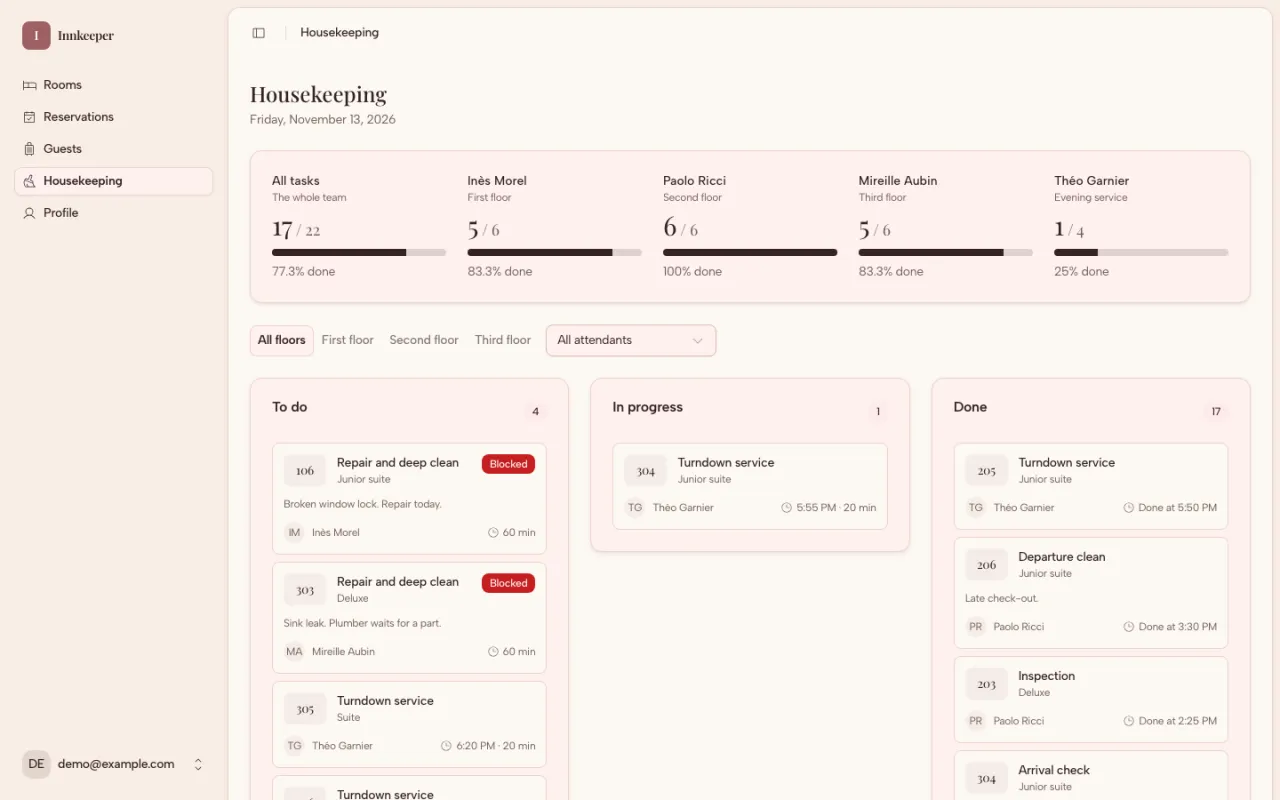 I Innkeeper
Rooms
Reservations
Guests
Housekeeping
Profile
DE demo@example.com
Housekeeping
Housekeeping
Friday, November 13, 2026
All tasks
The whole team
17 / 22
77.3% done
Inès Morel
First floor
5 / 6
83.3% done
Paolo Ricci
Second floor
6 / 6
100% done
Mireille Aubin
Third floor
5 / 6
83.3% done
Théo Garnier
Evening service
1 / 4
25% done
All floors First floor Second floor Third floor All attendants
To do 4
106 Repair and deep clean Blocked
Junior suite
Broken window lock. Repair today.
IM Inès Morel 60 min
303 Repair and deep clean Blocked
Deluxe
Sink leak. Plumber waits for a part.
MA Mireille Aubin 60 min
305 Turndown service
Suite
TG Théo Garnier 6:20 PM · 20 min
Turndown service
In progress 1
304 Turndown service
Junior suite
TG Théo Garnier 5:55 PM · 20 min
Done 17
205 Turndown service
Junior suite
TG Théo Garnier Done at 5:50 PM
206 Departure clean
Junior suite
Late check-out.
PR Paolo Ricci Done at 3:30 PM
203 Inspection
Deluxe
PR Paolo Ricci Done at 2:25 PM
304 Arrival check
Junior suite